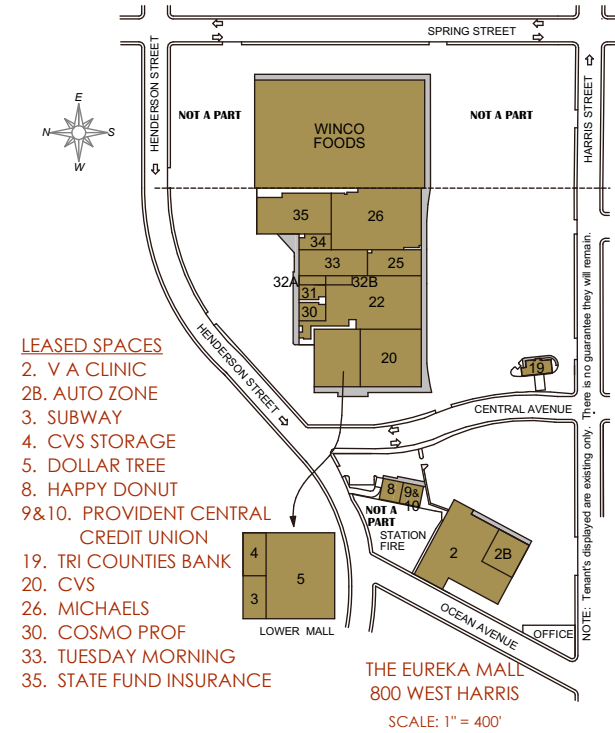 SPRING STREET
HENDERSON STREET
HARRIS STREET
E
N
S
W
NOT A PART
NOT A PART
WINCO
FOODS
35
26
34
33
25
32A
32B
31
22
30
20
19
HENDERSON STREET
CENTRAL AVENUE
LEASED SPACES
2. V A CLINIC
2B. AUTO ZONE
3. SUBWAY
4. CVS STORAGE
5. DOLLAR TREE
8. HAPPY DONUT
9&10. PROVIDENT CENTRAL
CREDIT UNION
19. TRI COUNTIES BANK
20. CVS
26. MICHAELS
30. COSMO PROF
33. TUESDAY MORNING
35. STATE FUND INSURANCE
8
9&
10
NOT A
PART
STATION
FIRE
2
2B
4
5
3
LOWER MALL
OCEAN AVENUE
OFFICE
NOTE: Tenant's displayed are existing only. There is no guarantee they will remain.
THE EUREKA MALL
800 WEST HARRIS
SCALE: 1" = 400'